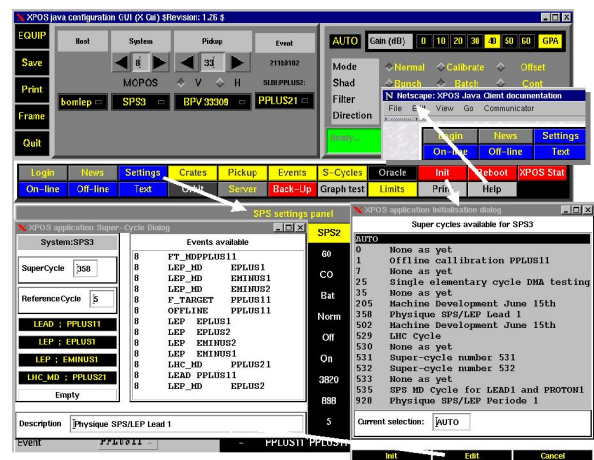 XPOS java configuration GUI (X Cui) $Revision: 1.26 $
EQUIP
Host System Pickup Event
Save
8 33 21160102
MOPOS V H SLBI:PPLUS2:
Print
bomlep SPS3 BPV 33309 PPLUS21
Frame
Quit
AUTO Gain (dB) 0 10 20 30 40 50 60 GPA
Mode Normal Calibrate Offset
Shad Bunch Batch Cont
Filter
Direction
Ready...
Netscape: XPOS Java Client documentation
File Edit View Go Communicator
Login News Settings
On-line Off-line Text
Login News Settings Crates Pickup Events S-Cycles Oracle Init Reboot XPOS Stat
On-line Off-line Text Orbit Server Back-Up Graph test Limits Print Help
SPS settings panel
XPOS application Super-Cycle Dialog
System:SPS3
SuperCycle 358
ReferenceCycle 5
LEAD ; PPLUS11
LEP ; EPLUS1
LEP ; EMINUS1
LHC_MD ; PPLUS21
Empty
Events available
8 FT_MDPPLUS11
8 LEP_MD EPLUS1
8 LEP_MD EMINUS1
8 LEP_MD EMINUS2
8 F_TARGET PPLUS11
8 OFFLINE PPLUS11
8 LEP EPLUS1
8 LEP EPLUS2
8 LEP EMINUS2
8 LEP EMINUS1
8 LHC_MD PPLUS21
8 LEAD PPLUS11
8 LEP_MD EPLUS2
Description Physique SPS/LEP Lead 1
Event PPLUS11 - PPLUS11 PPLUS11
SPS2
60
CO
Bat
Norm
Off
On
3820
898
5
XPOS application Initialisation dialog
Super cycles available for SPS3
AUTO
0 None as yet
1 Offline callibration PPLUS11
7 None as yet
25 Single elementary cycle DMA testing
35 None as yet
205 Machine Development June 15th
358 Physique SPS/LEP Lead 1
502 Machine Development June 15th
529 LHC Cycle
530 None as yet
531 Super-cycle number 531
532 Super-cycle number 532
533 None as yet
535 SPS MD Cycle for LEAD1 and PROTON1
928 Physique SPS/LEP Periode 1
Current selection: AUTO
Init Edit Cancel